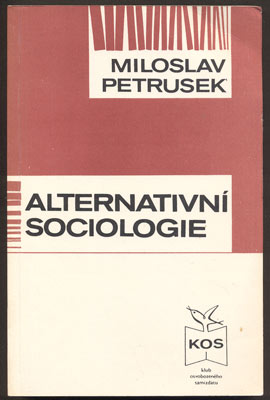 MILOSLAV
PETRUSEK
ALTERNATIVNÍ
SOCIOLOGIE
KOS
klub
osvobozeného
samizdatu